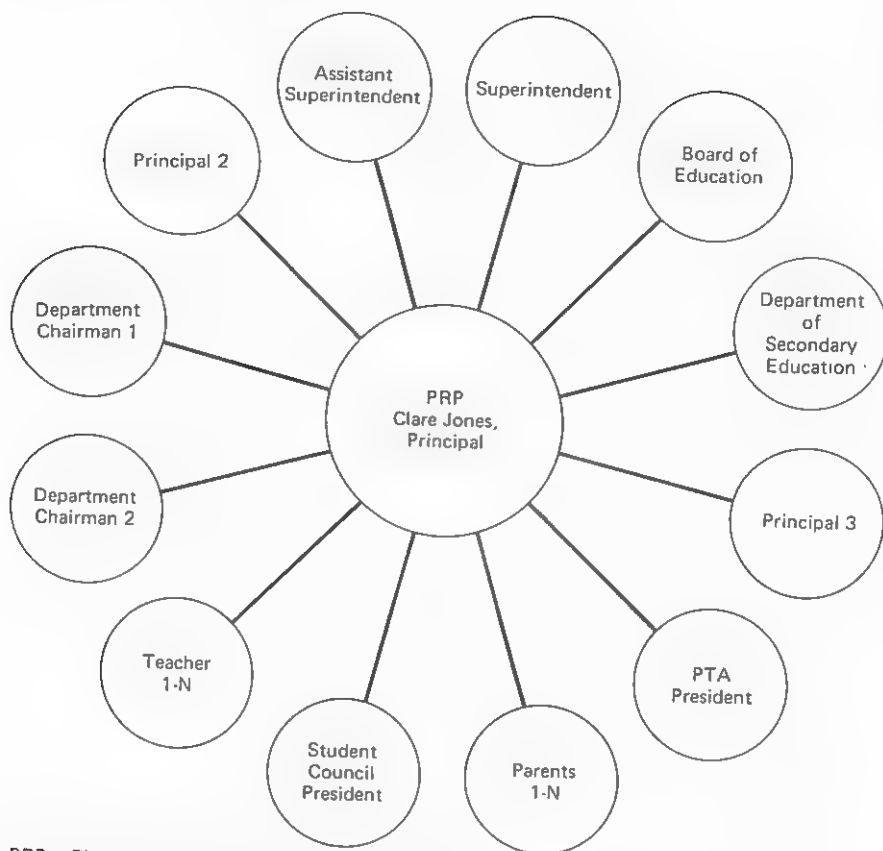 Assistant
Superintendent
Superintendent
Principal 2
Board of
Education
Department
Chairman 1
Department
of
Secondary
Education
PRP
Clare Jones,
Principal
Department
Chairman 2
Principal 3
Teacher
1-N
PTA
President
Student
Council
President
Parents
1-N